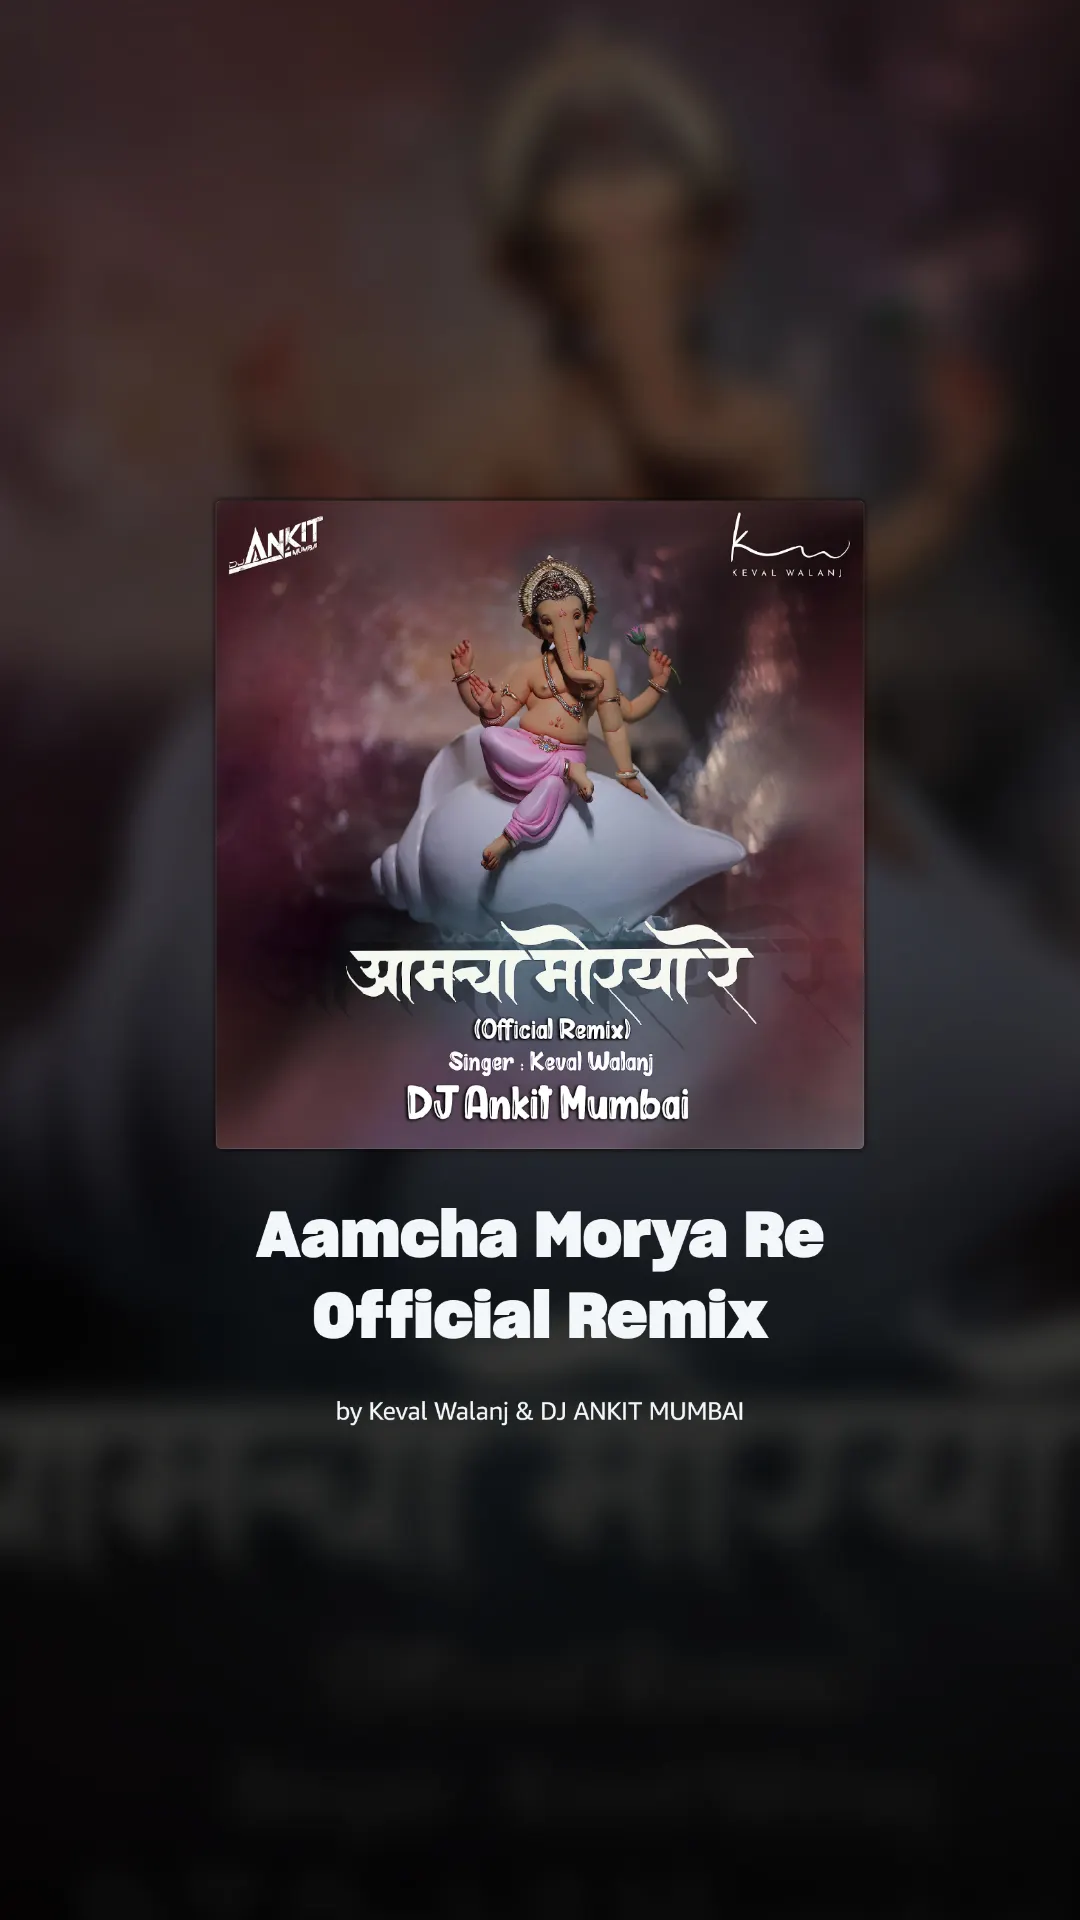 DJ ANKIT MUMBAI
KEVAL WALANJ
आमचा मोरया रे
(Official Remix)
Singer : Keval Walanj
DJ Ankit Mumbai
Aamcha Morya Re
Official Remix
by Keval Walanj & DJ ANKIT MUMBAI